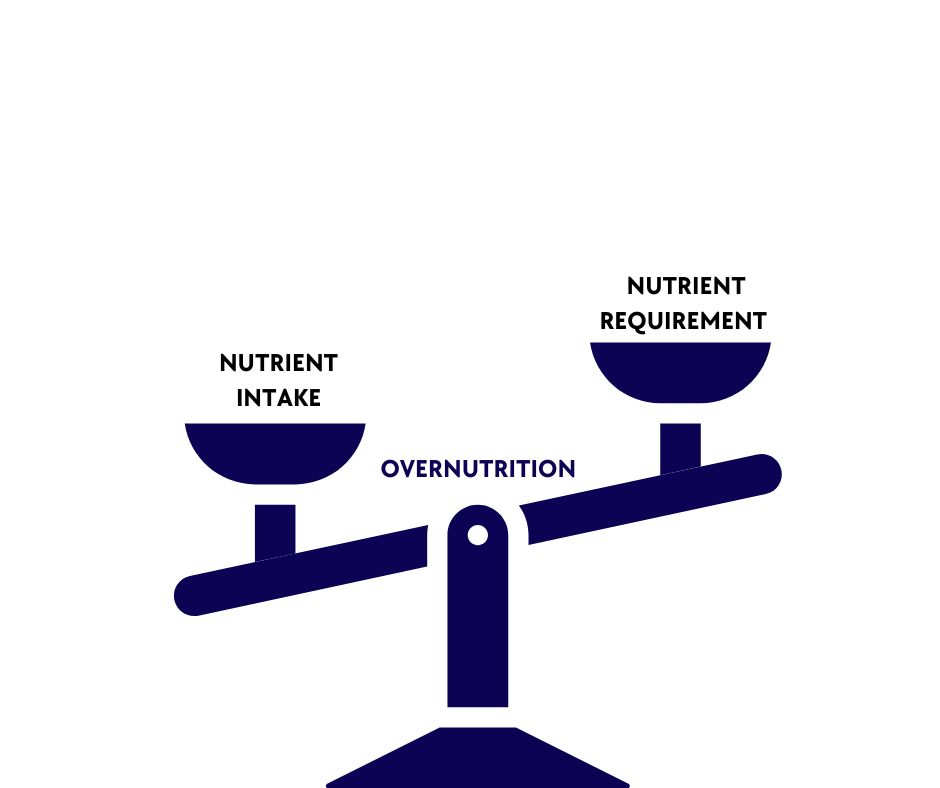 NUTRIENT
REQUIREMENT
NUTRIENT
INTAKE
OVERNUTRITION